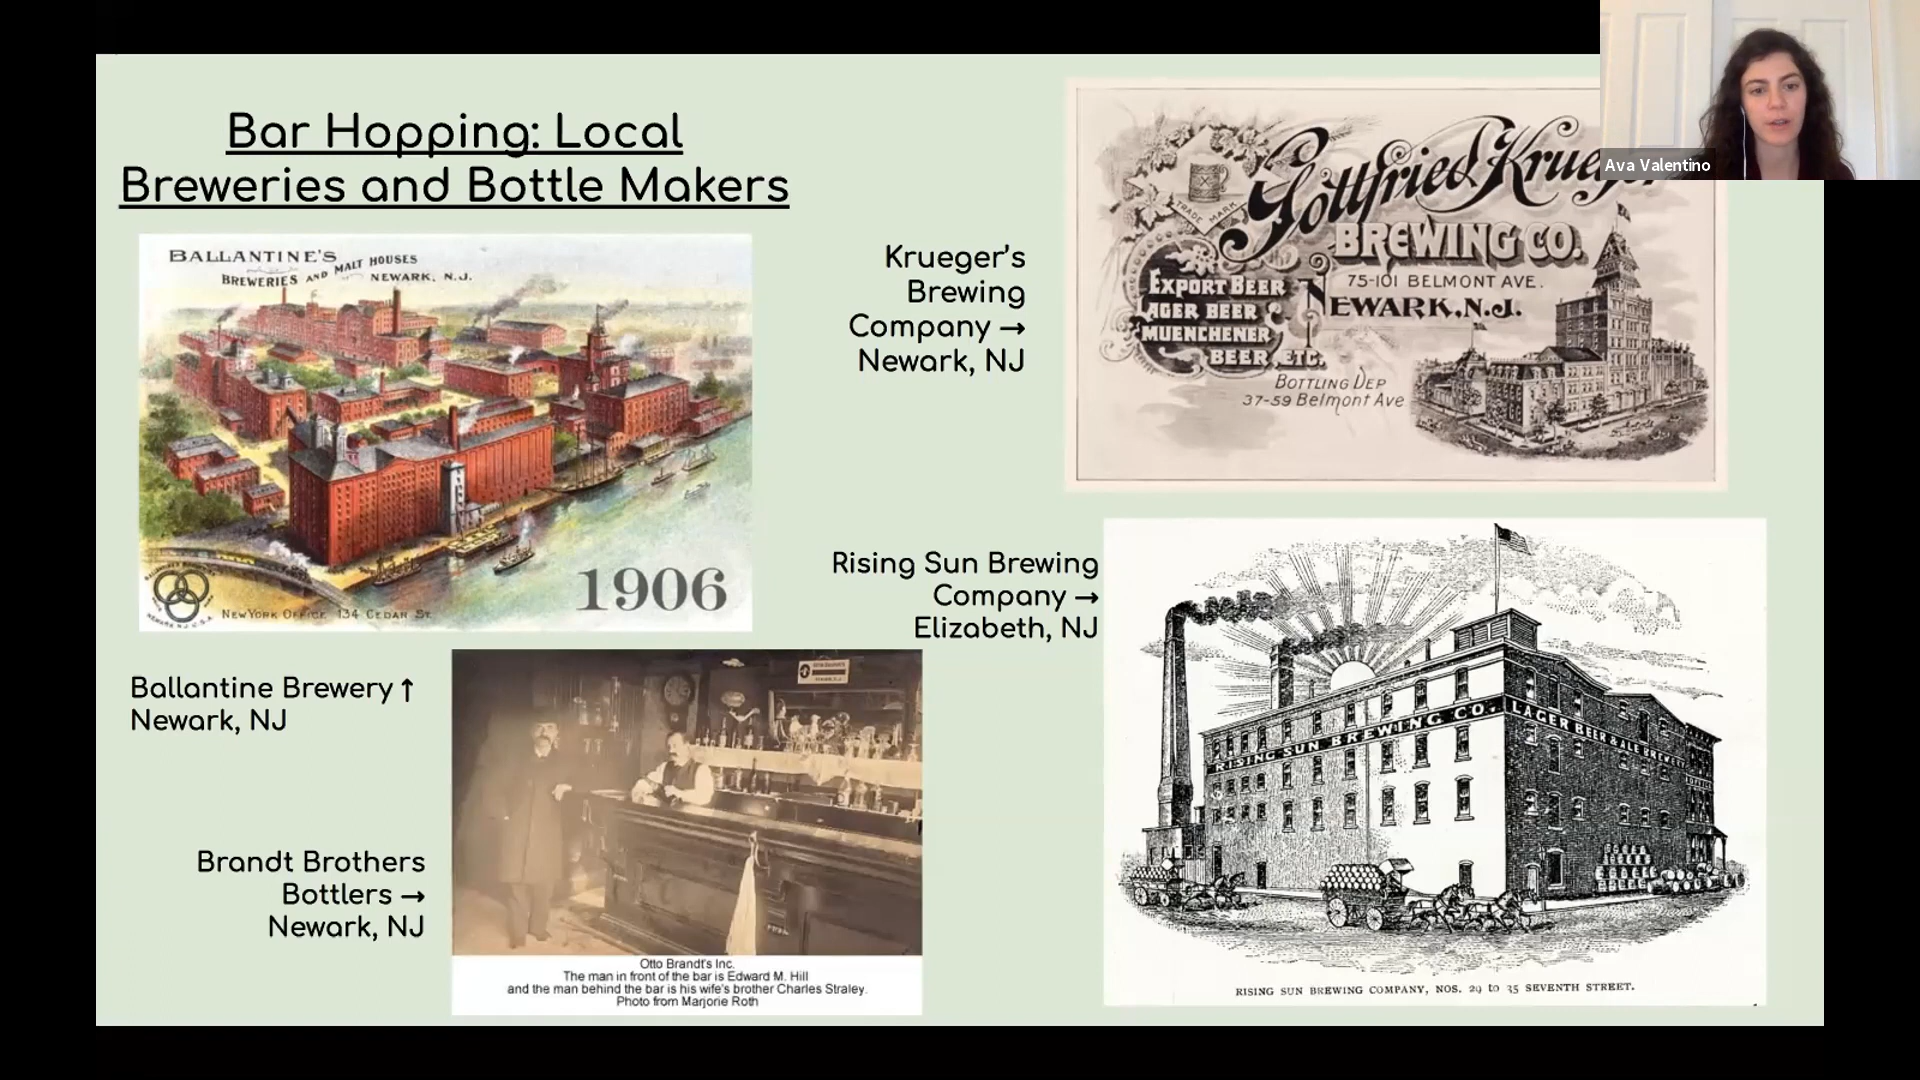 Bar Hopping: Local
Breweries and Bottle Makers
BALLANTINE'S
BREWERIES AND MALT HOUSES
NEWARK, N.J.
1906
NEW YORK OFFICE 134 CEDAR ST.
Ballantine Brewery ↑
Newark, NJ
Brandt Brothers
Bottlers →
Newark, NJ
Otto Brandt's Inc.
The man in front of the bar is Edward M. Hill
and the man behind the bar is his wife's brother Charles Straley.
Photo from Marjorie Roth
Krueger's
Brewing
Company →
Newark, NJ
Gottfried Krueger
BREWING CO.
75-101 BELMONT AVE.
NEWARK, N.J.
TRADE MARK
EXPORT BEER
LAGER BEER
MUENCHENER
BEER, ETC.
BOTTLING DEP
37-59 Belmont Ave
Rising Sun Brewing
Company →
Elizabeth, NJ
RISING SUN BREWING CO.
LAGER BEER & ALE BREWERY
RISING SUN BREWING COMPANY, NOS. 29 to 35 SEVENTH STREET.
Ava Valentino